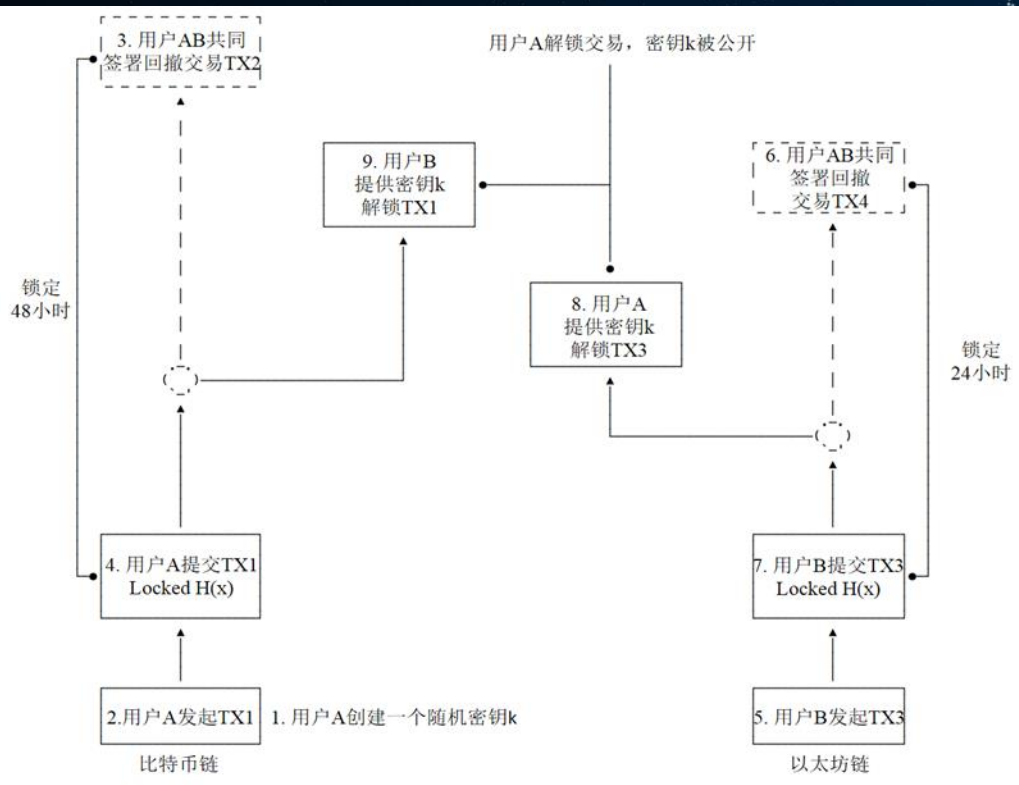 3. 用户AB共同
签署回撤交易TX2
用户A解锁交易，密钥k被公开
9. 用户B
提供密钥k
解锁TX1
6. 用户AB共同
签署回撤
交易TX4
锁定
48小时
8. 用户A
提供密钥k
解锁TX3
锁定
24小时
4. 用户A提交TX1
Locked H(x)
7. 用户B提交TX3
Locked H(x)
2.用户A发起TX1
1. 用户A创建一个随机密钥k
5. 用户B发起TX3
比特币链
以太坊链